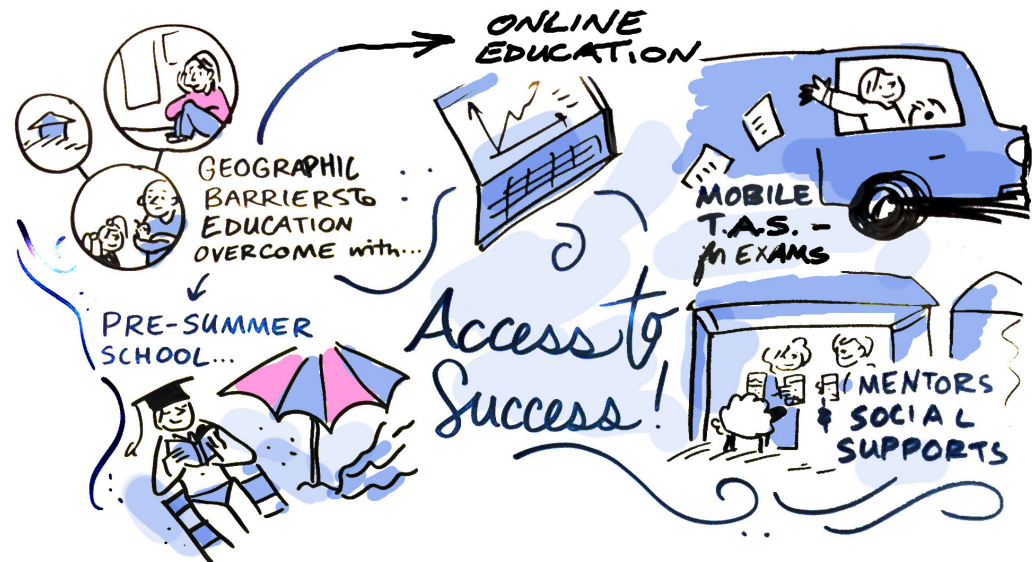 ONLINE
EDUCATION
GEOGRAPHIC
BARRIERS to
EDUCATION
OVERCOME with...
PRE-SUMMER
SCHOOL...
Access to
Success!
MOBILE
T.A.S. -
for EXAMS
MENTORS
& SOCIAL
SUPPORTS